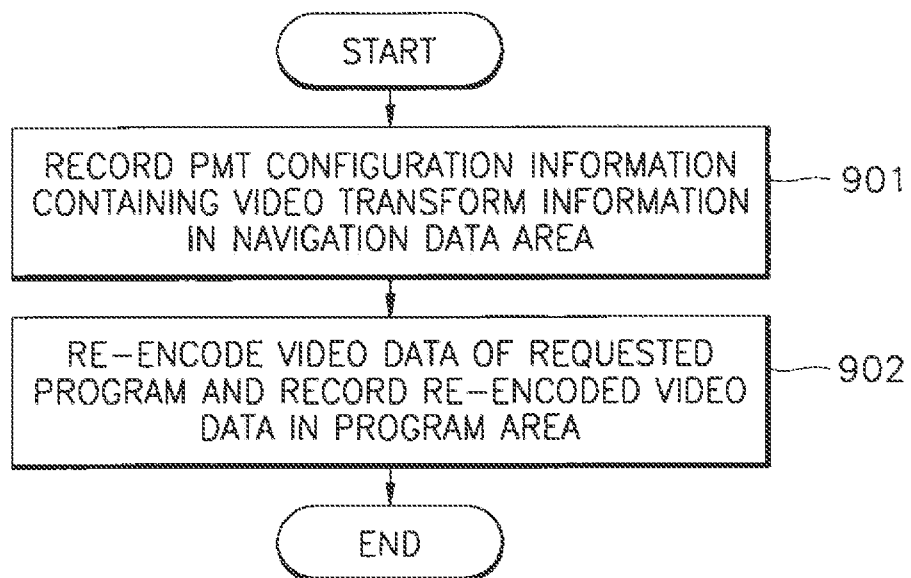 START
RECORD PMT CONFIGURATION INFORMATION
CONTAINING VIDEO TRANSFORM INFORMATION
IN NAVIGATION DATA AREA
901
RE-ENCODE VIDEO DATA OF REQUESTED
PROGRAM AND RECORD RE-ENCODED VIDEO
DATA IN PROGRAM AREA
902
END